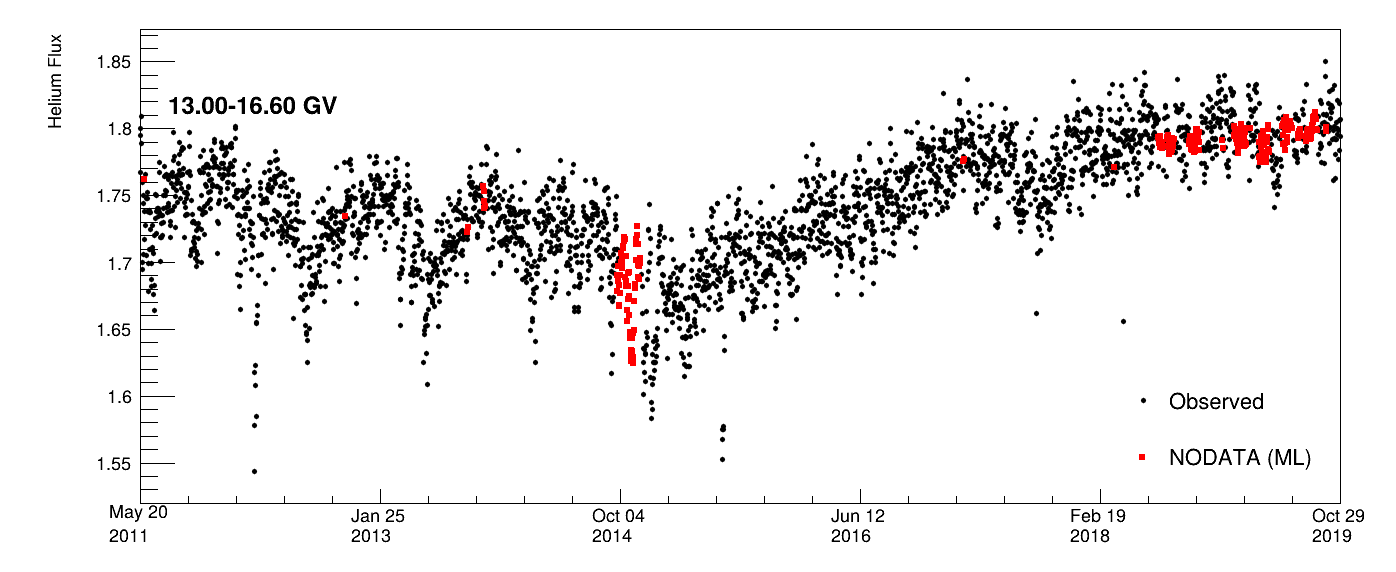 Helium Flux
13.00-16.60 GV
1.85
1.8
1.75
1.7
1.65
1.6
1.55
Observed
NODATA (ML)
May 20
2011
Jan 25
2013
Oct 04
2014
Jun 12
2016
Feb 19
2018
Oct 29
2019